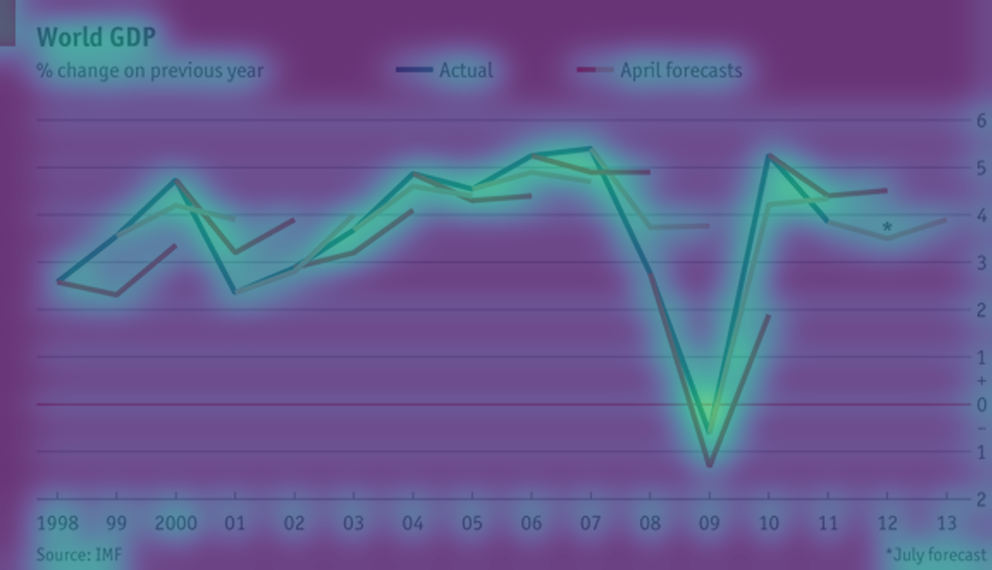 World GDP
% change on previous year
Actual
April forecasts
6
5
4
*
3
2
1
+
0
–
1
2
1998 99 2000 01 02 03 04 05 06 07 08 09 10 11 12 13
Source: IMF
*July forecast